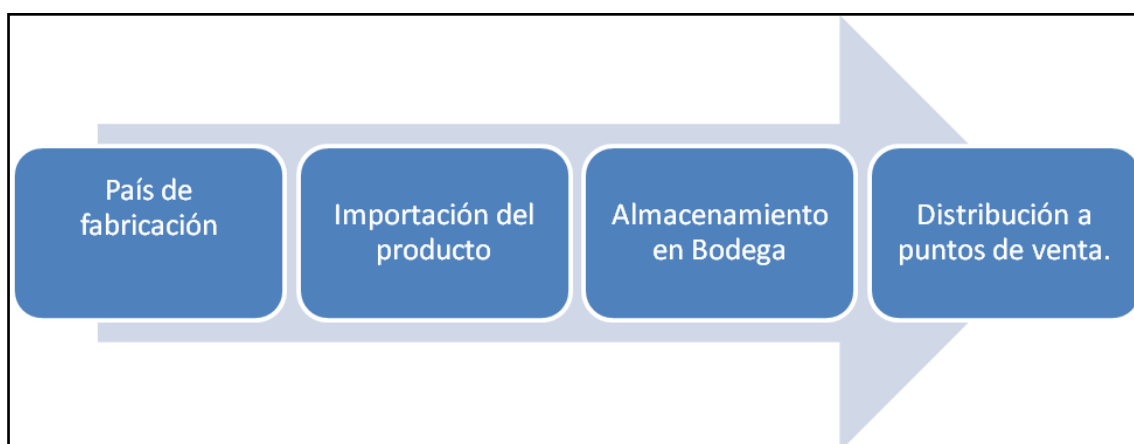 País de
fabricación
Importación del
producto
Almacenamiento
en Bodega
Distribución a
puntos de venta.